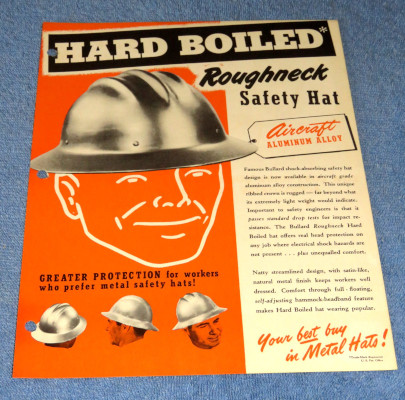 HARD BOILED*
Roughneck
Safety Hat
Aircraft
ALUMINUM ALLOY
Famous Bullard shock-absorbing safety hat
design is now available in aircraft grade
aluminum alloy construction. This unique
ribbed crown is rugged — far beyond what
its extremely light weight would indicate.
Important to safety engineers is that it
passes standard drop tests for impact re-
sistance. The Bullard Roughneck Hard
Boiled hat offers real head protection on
any job where electrical shock hazards are
not present . . . plus unequalled comfort.
Natty streamlined design, with satin-like,
natural metal finish keeps workers well
dressed. Comfort through full-floating,
self-adjusting hammock-headband feature
makes Hard Boiled hat wearing popular.
GREATER PROTECTION for workers
who prefer metal safety hats!
Your best buy
in Metal Hats!
U. S. Pat. Office